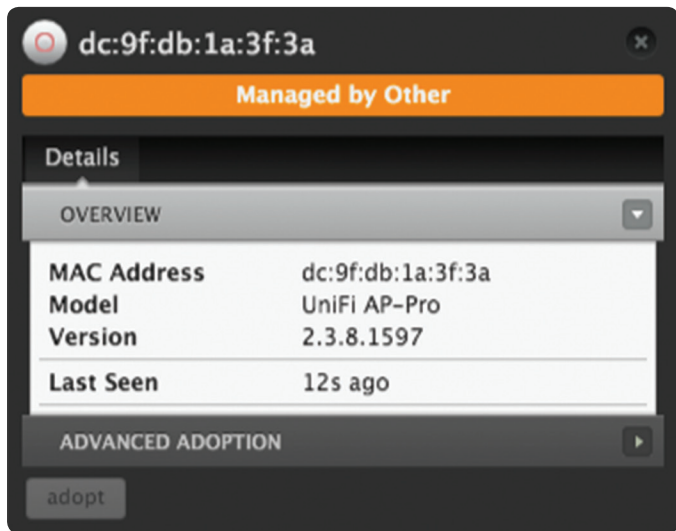 dc:9f:db:1a:3f:3a
Managed by Other
Details
OVERVIEW
MAC Address dc:9f:db:1a:3f:3a
Model UniFi AP-Pro
Version 2.3.8.1597
Last Seen 12s ago
ADVANCED ADOPTION
adopt